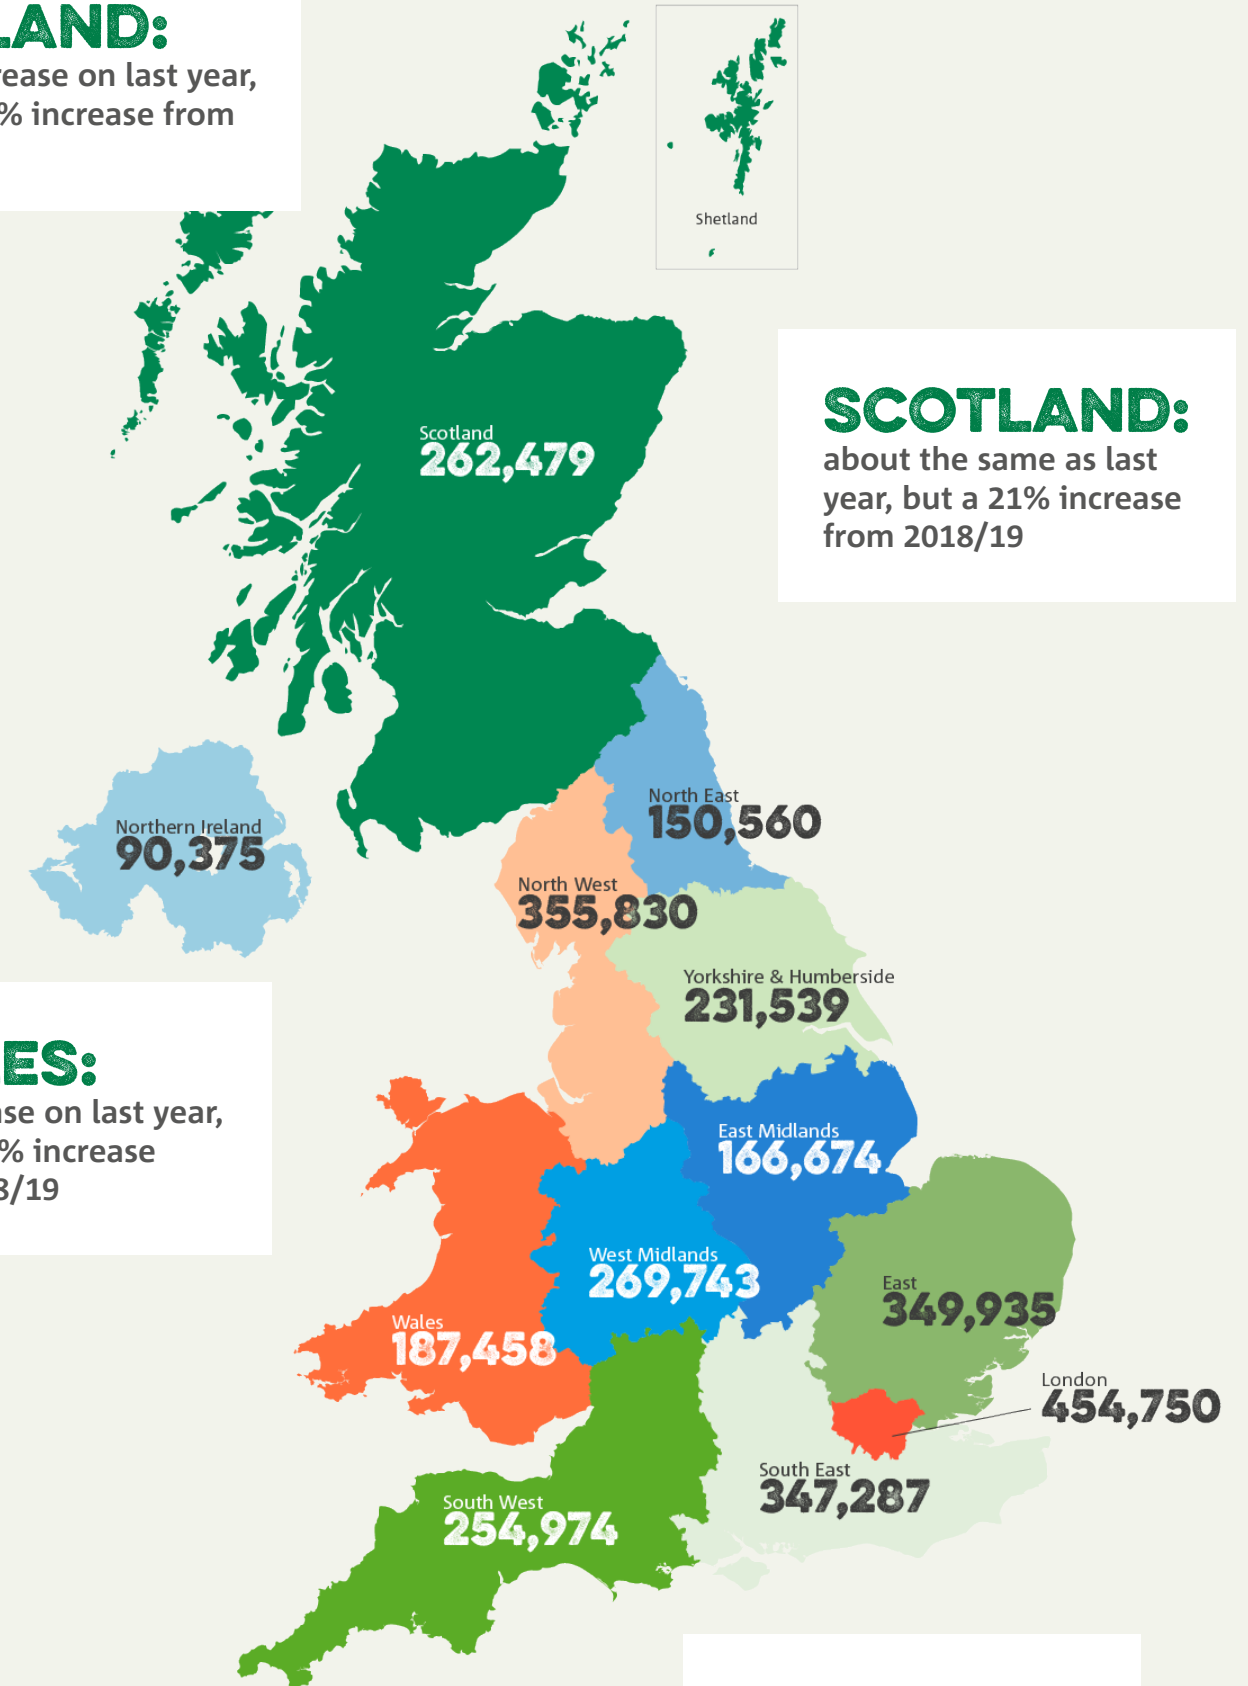 LAND:
rease on last year,
% increase from
Shetland
Scotland
262,479
SCOTLAND:
about the same as last
year, but a 21% increase
from 2018/19
North East
150,560
Northern Ireland
90,375
North West
355,830
Yorkshire & Humberside
231,539
ES:
ase on last year,
% increase
8/19
East Midlands
166,674
West Midlands
269,743
East
349,935
Wales
187,458
London
454,750
South East
347,287
South West
254,974